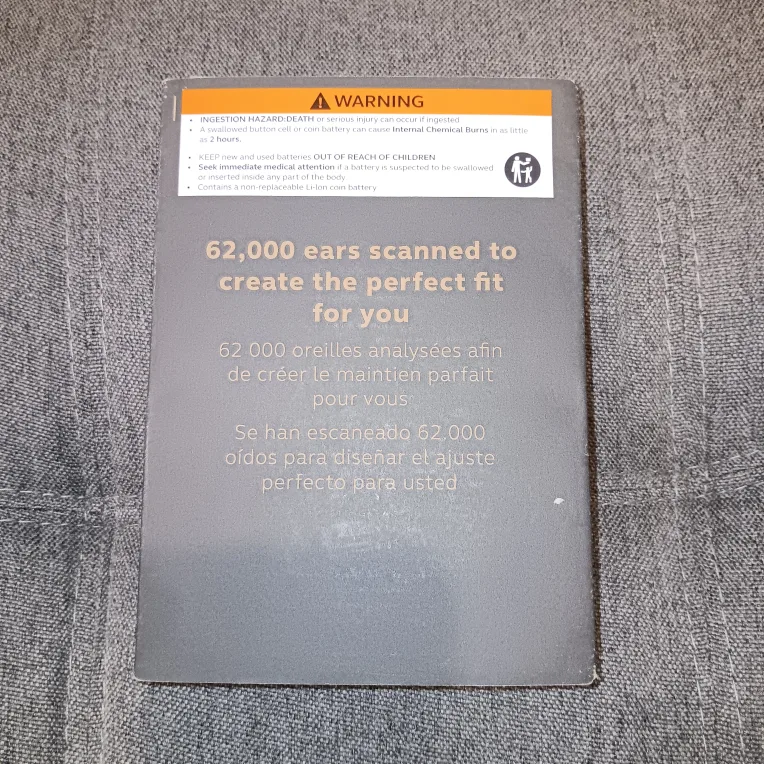 WARNING
• INGESTION HAZARD:DEATH or serious injury can occur if ingested
• A swallowed button cell or coin battery can cause Internal Chemical Burns in as little
as 2 hours.
• KEEP new and used batteries OUT OF REACH OF CHILDREN
• Seek immediate medical attention if a battery is suspected to be swallowed
or inserted inside any part of the body
• Contains a non-replaceable Li-Ion coin battery
62,000 ears scanned to
create the perfect fit
for you
62 000 oreilles analysées afin
de créer le maintien parfait
pour vous
Se han escaneado 62.000
oídos para diseñar el ajuste
perfecto para usted